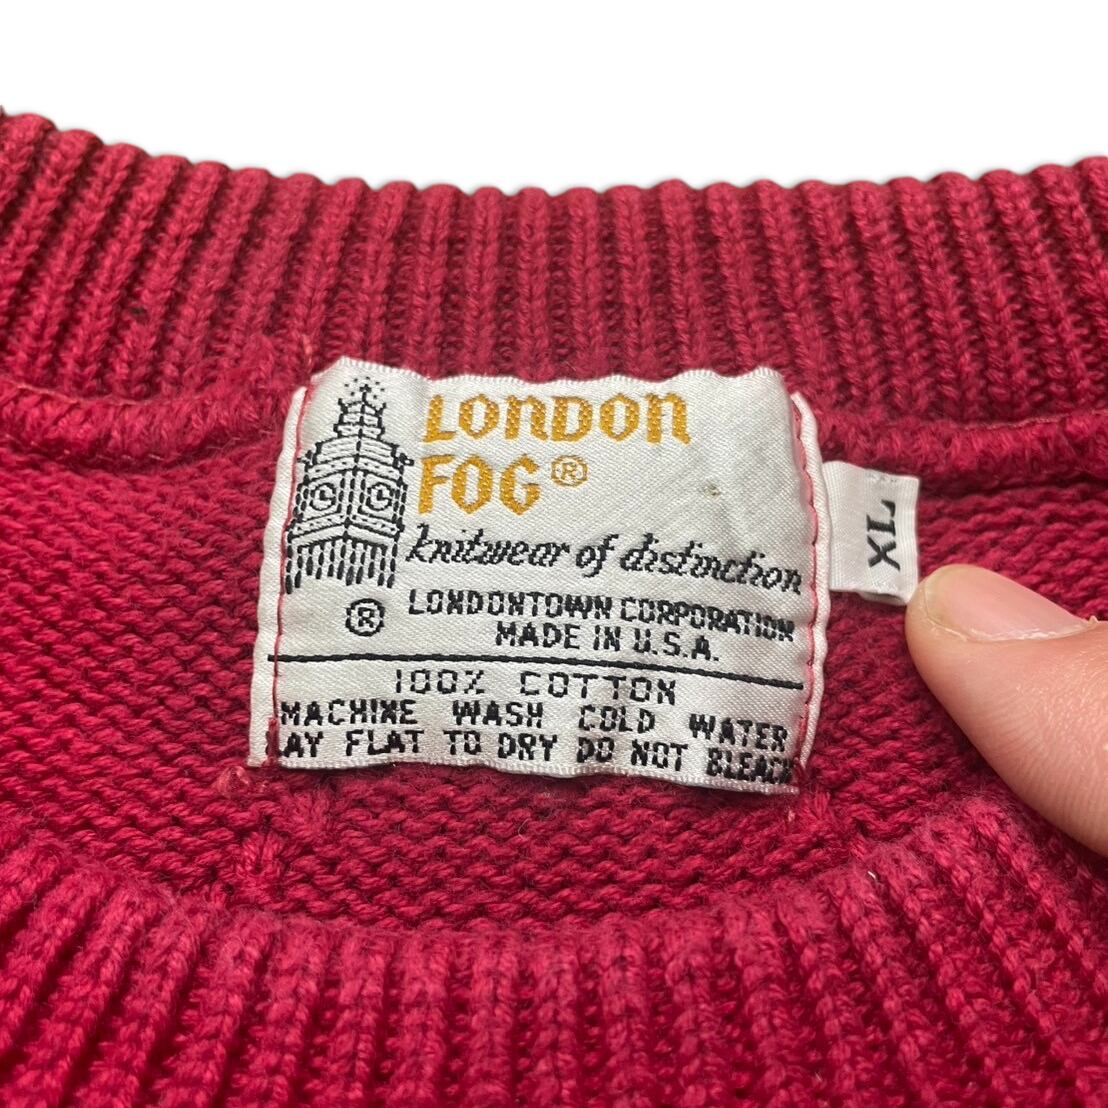 LONDON
FOG®
knitwear of distinction
® LONDONTOWN CORPORATION
MADE IN U.S.A.
100% COTTON
MACHINE WASH COLD WATER
LAY FLAT TO DRY DO NOT BLEACH
XL